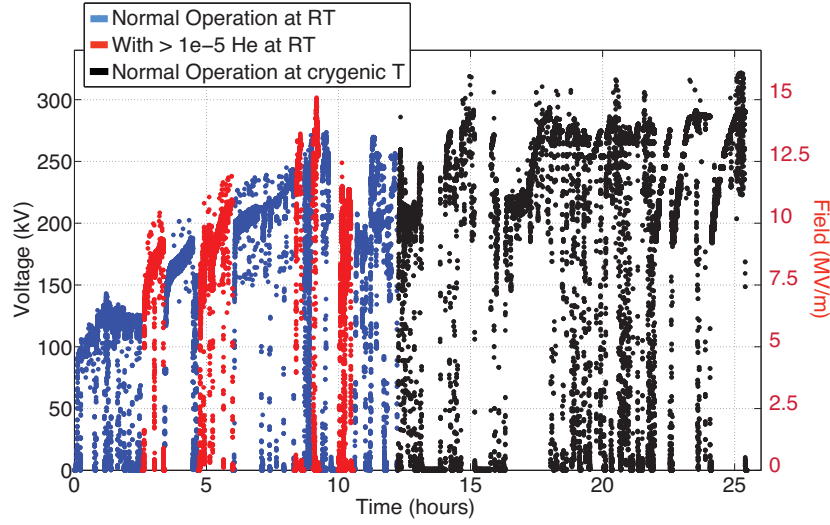 Normal Operation at RT
With > 1e-5 He at RT
Normal Operation at crygenic T
300
250
200
150
100
50
0
Voltage (kV)
15
12.5
10
7.5
5
2.5
0
Field (MV/m)
0 5 10 15 20 25
Time (hours)